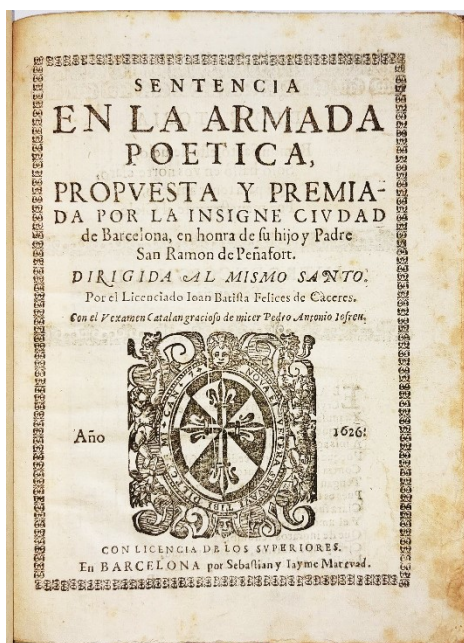 SENTENCIA
EN LA ARMADA
POETICA,
PROPVESTA Y PREMIA-
DA POR LA INSIGNE CIVDAD
de Barcelona, en honra de ſu hijo y Padre
San Ramon de Peñafort.
DIRIGIDA AL MISMO SANTO.
Por el Licenciado Ioan Batiſta Felices de Càceres.
Con el Vexamen Catalan gracioſo de micer Pedro Antonio Iofreu.
Año
1626.
CON LICENCIA DE LOS SVPERIORES.
En BARCELONA por Sebaſtian y Iayme Matevad.